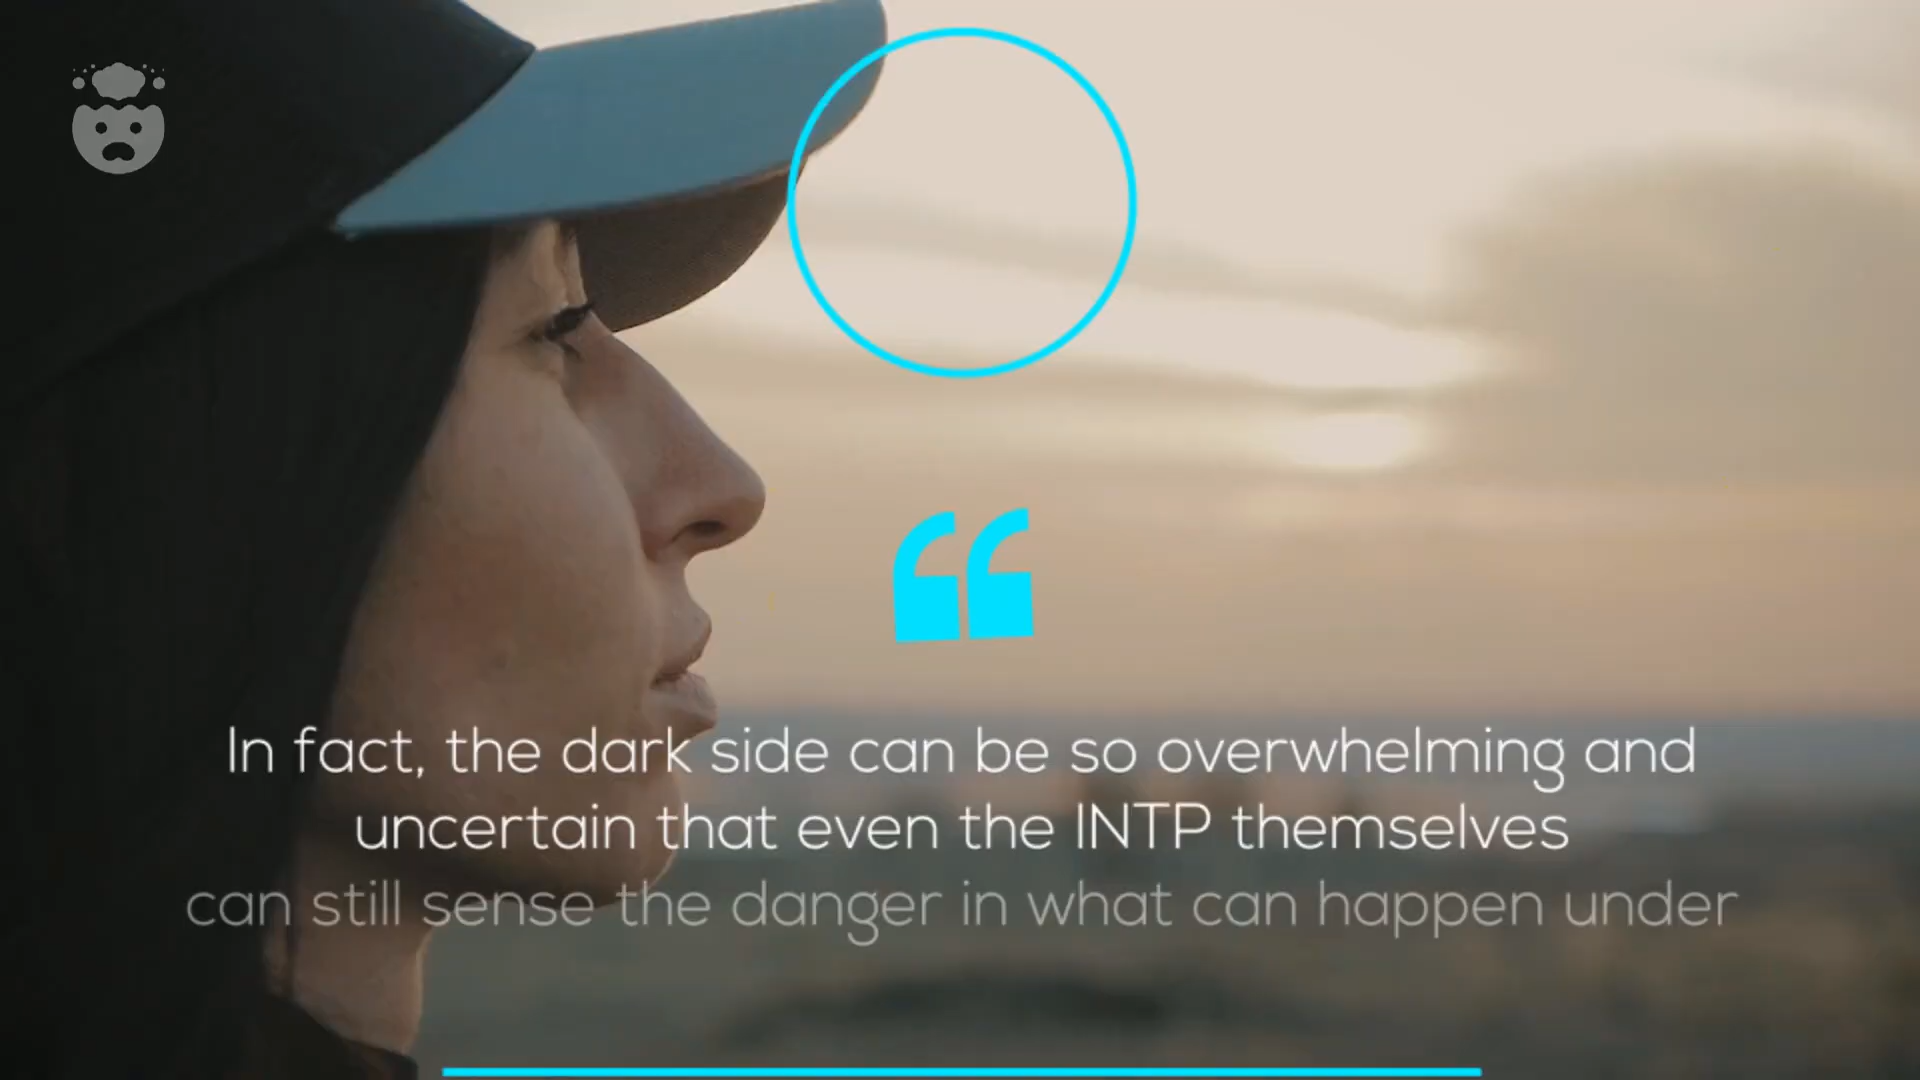 In fact, the dark side can be so overwhelming and
uncertain that even the INTP themselves
can still sense the danger in what can happen under